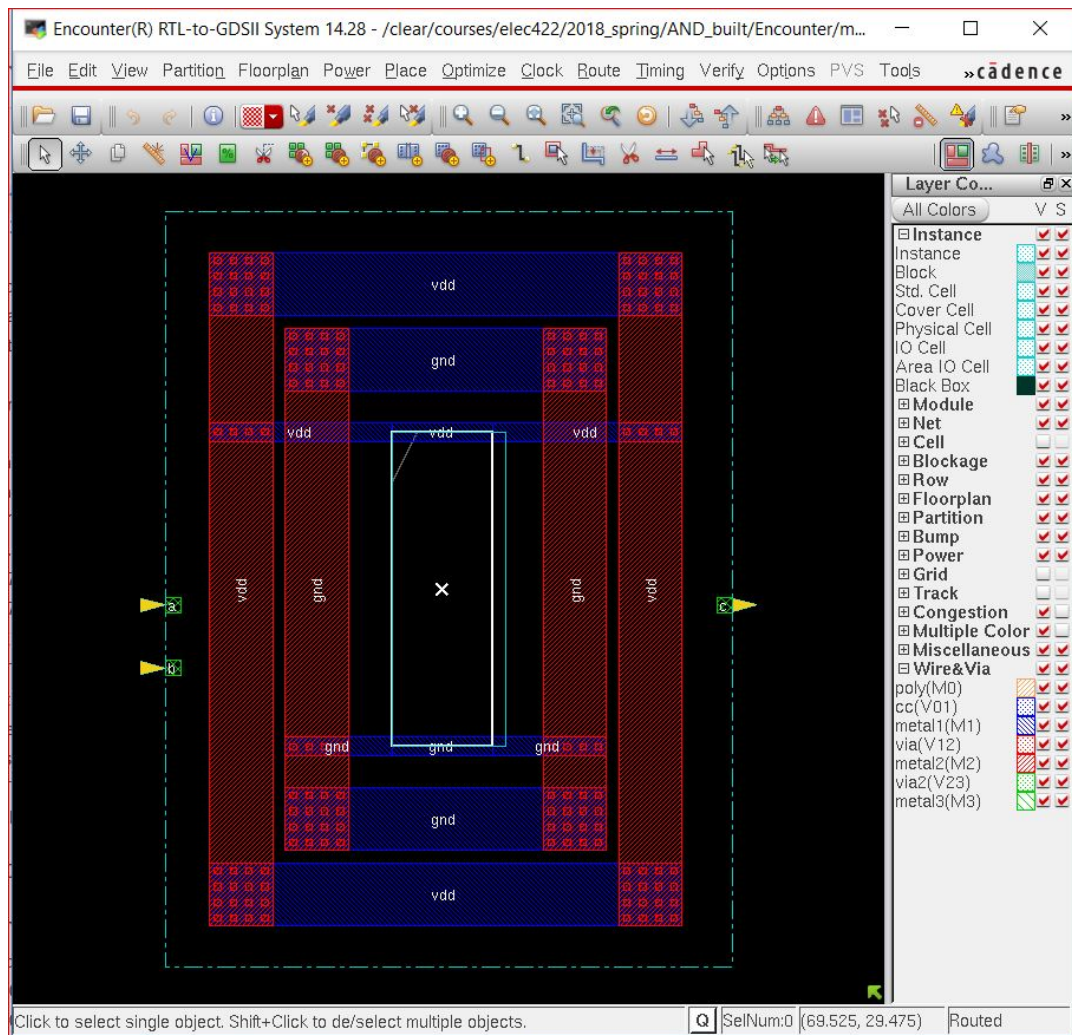 Encounter(R) RTL-to-GDSII System 14.28 - /clear/courses/elec422/2018_spring/AND_built/Encounter/m...
File Edit View Partition Floorplan Power Place Optimize Clock Route Timing Verify Options PVS Tools » cādence
»
»
Layer Co...
All Colors V S
Instance
Instance
Block
Std. Cell
Cover Cell
Physical Cell
IO Cell
Area IO Cell
Black Box
Module
Net
Cell
Blockage
Row
Floorplan
Partition
Bump
Power
Grid
Track
Congestion
Multiple Color
Miscellaneous
Wire&Via
poly(M0)
cc(V01)
metal1(M1)
via(V12)
metal2(M2)
via2(V23)
metal3(M3)
vdd
gnd
vdd vdd vdd
vdd gnd gnd vdd
a c
b
gnd gnd gnd
gnd
vdd
Click to select single object. Shift+Click to de/select multiple objects. Q SelNum:0 (69.525, 29.475) Routed